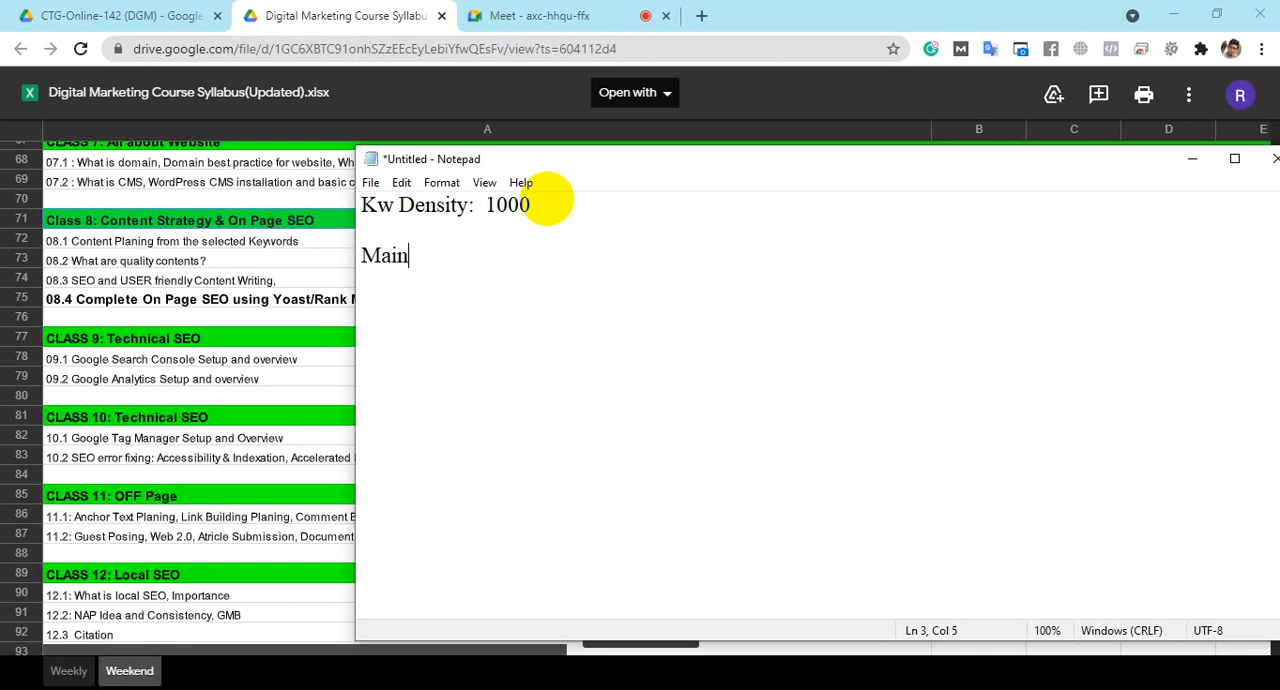 CTG-Online-142 (DGM) - Google
Digital Marketing Course Syllabu
Meet - axc-hhqu-ffx
drive.google.com/file/d/1GC6XBTC91onhSZzEEcEyLebiYfwQEsFv/view?ts=604112d4
Digital Marketing Course Syllabus(Updated).xlsx
Open with
R
A B C D E
CLASS 7: All about Website
68 07.1 : What is domain, Domain best practice for website, Wh
69 07.2 : What is CMS, WordPress CMS installation and basic c
70
71 Class 8: Content Strategy & On Page SEO
72 08.1 Content Planing from the selected Keywords
73 08.2 What are quality contents?
74 08.3 SEO and USER friendly Content Writing,
75 08.4 Complete On Page SEO using Yoast/Rank M
76
77 CLASS 9: Technical SEO
78 09.1 Google Search Console Setup and overview
79 09.2 Google Analytics Setup and overview
80
81 CLASS 10: Technical SEO
82 10.1 Google Tag Manager Setup and Overview
83 10.2 SEO error fixing: Accessibility & Indexation, Accelerated
84
85 CLASS 11: OFF Page
86 11.1: Anchor Text Planing, Link Building Planing, Comment B
87 11.2: Guest Posing, Web 2.0, Atricle Submission, Document
88
89 CLASS 12: Local SEO
90 12.1: What is local SEO, Importance
91 12.2: NAP Idea and Consistency, GMB
92 12.3 Citation
93
*Untitled - Notepad
File Edit Format View Help
Kw Density: 1000
Main
Ln 3, Col 5 100% Windows (CRLF) UTF-8
Weekly Weekend